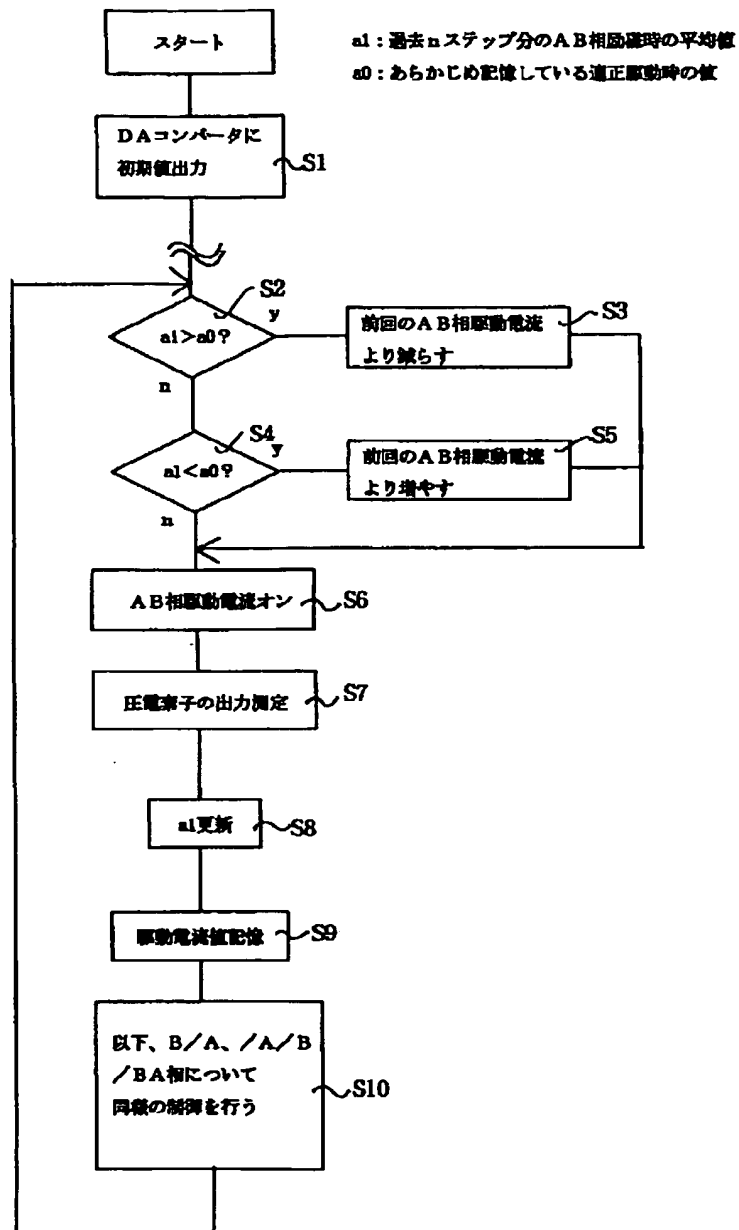 スタート
a1：過去nステップ分のAB相励磁時の平均値
a0：あらかじめ記憶している適正駆動時の値
DAコンバータに
初期値出力
S1
S2
a1>a0？
y
n
前回のAB相駆動電流
より減らす
S3
S4
a1<a0？
y
n
前回のAB相駆動電流
より増やす
S5
AB相駆動電流オン
S6
圧電素子の出力測定
S7
a1更新
S8
駆動電流値記憶
S9
以下、B／A、／A／B
／BA相について
同様の制御を行う
S10